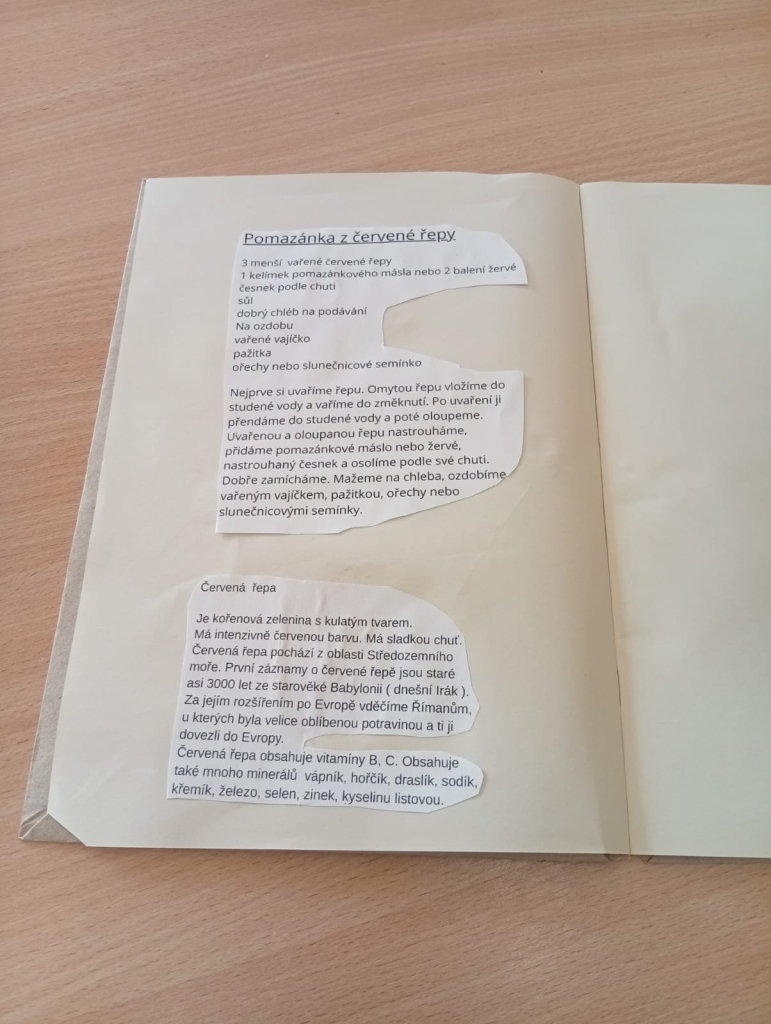 Pomazánka z červené řepy
3 menší vařené červené řepy
1 kelímek pomazánkového másla nebo 2 balení žervé
česnek podle chuti
sůl
dobrý chléb na podávání
Na ozdobu
vařené vajíčko
pažitka
ořechy nebo slunečnicové semínko
Nejprve si uvaříme řepu. Omytou řepu vložíme do
studené vody a vaříme do změknutí. Po uvaření ji
přendáme do studené vody a poté oloupeme.
Uvařenou a oloupanou řepu nastrouháme,
přidáme pomazánkové máslo nebo žervé,
nastrouhaný česnek a osolíme podle své chuti.
Dobře zamícháme. Mažeme na chleba, ozdobíme
vařeným vajíčkem, pažitkou, ořechy nebo
slunečnicovými semínky.
Červená řepa
Je kořenová zelenina s kulatým tvarem.
Má intenzivně červenou barvu. Má sladkou chuť.
Červená řepa pochází z oblasti Středozemního
moře. První záznamy o červené řepě jsou staré
asi 3000 let ze starověké Babylonii ( dnešní Irák ).
Za jejím rozšířením po Evropě vděčíme Římanům,
u kterých byla velice oblíbenou potravinou a ti ji
dovezli do Evropy.
Červená řepa obsahuje vitamíny B, C. Obsahuje
také mnoho minerálů vápník, hořčík, draslík, sodík,
křemík, železo, selen, zinek, kyselinu listovou.